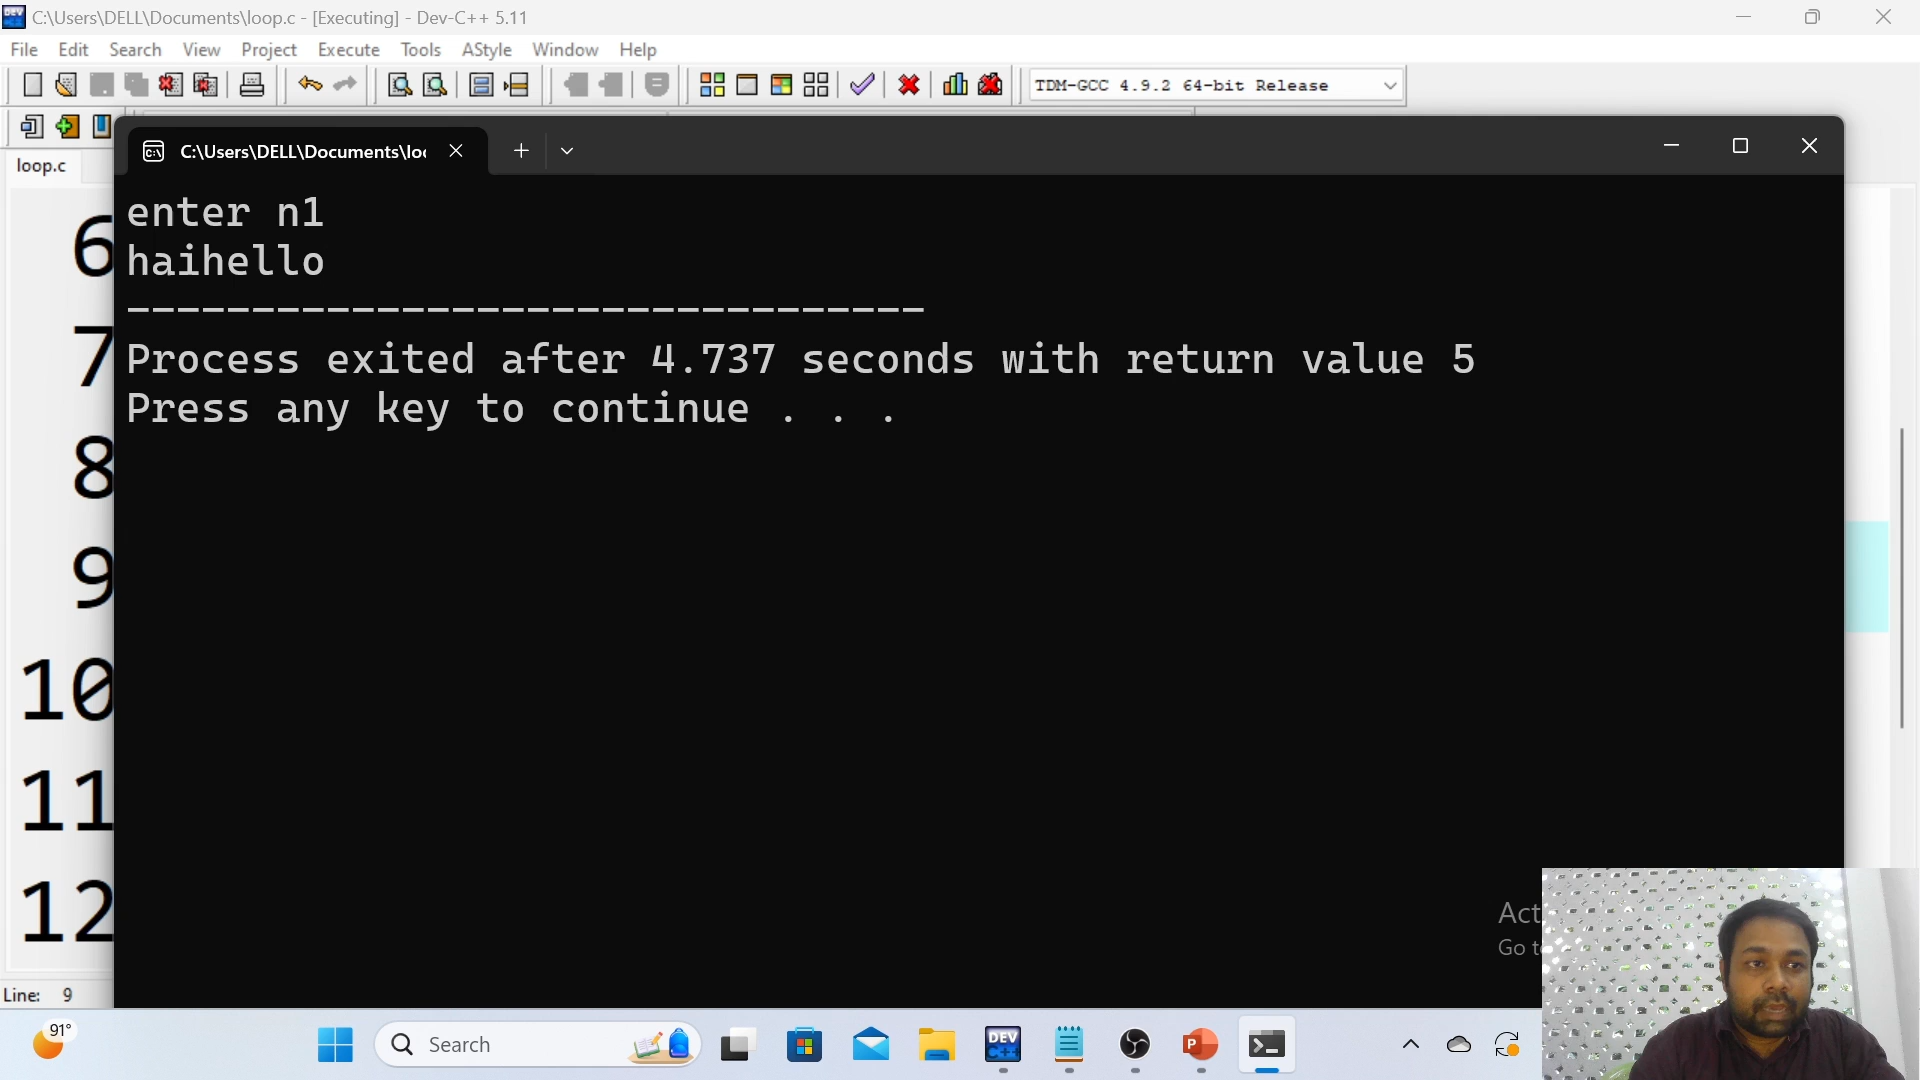 C:\Users\DELL\Documents\loop.c - [Executing] - Dev-C++ 5.11
File Edit Search View Project Execute Tools AStyle Window Help
TDM-GCC 4.9.2 64-bit Release
C:\Users\DELL\Documents\loo
loop.c
enter n1
haihello
--------------------------------
Process exited after 4.737 seconds with return value 5
Press any key to continue . . .
6
7
8
9
10
11
12
Act
Go t
Line: 9
91°
Search
DEV
C++
P